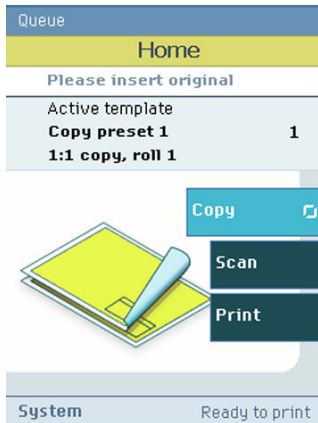 Queue
Home
Please insert original
Active template
Copy preset 1 1
1:1 copy, roll 1
Copy
Scan
Print
System Ready to print